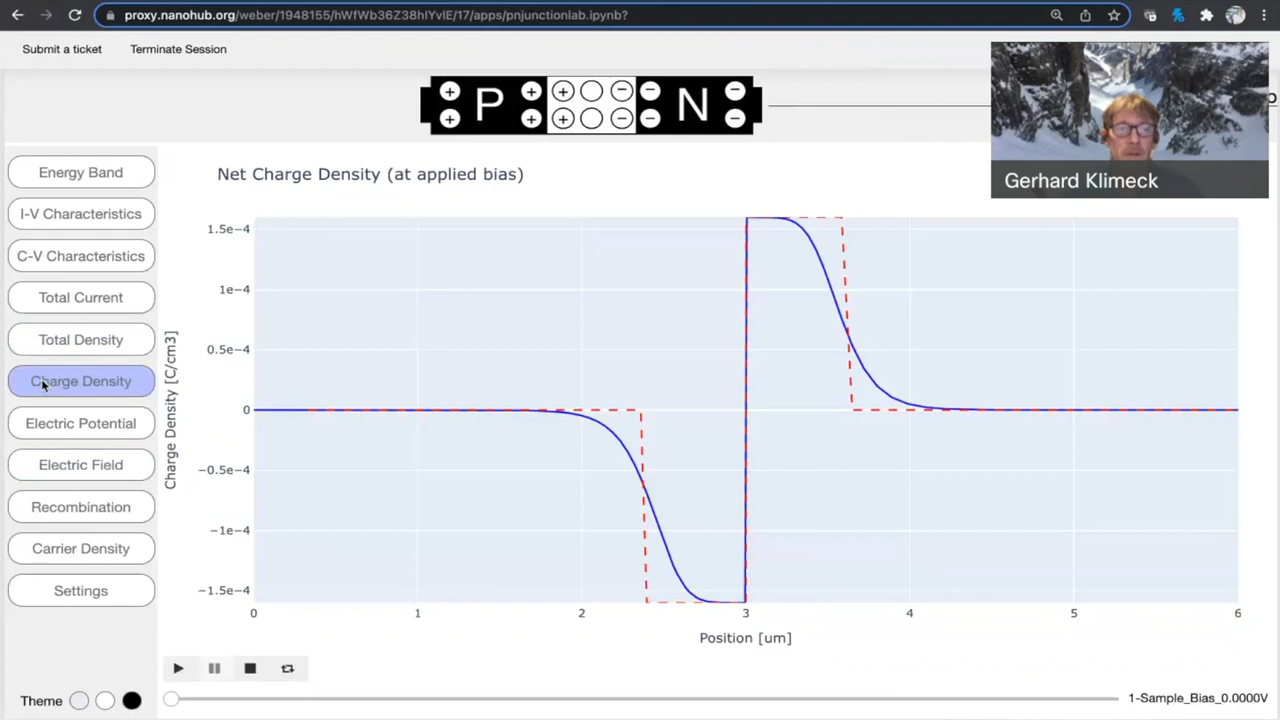 proxy.nanohub.org/weber/1948155/hWfWb36Z38hIYvlE/17/apps/pnjunctionlab.ipynb?
Submit a ticket
Terminate Session
P
N
Gerhard Klimeck
Energy Band
I-V Characteristics
C-V Characteristics
Total Current
Total Density
Charge Density
Electric Potential
Electric Field
Recombination
Carrier Density
Settings
Net Charge Density (at applied bias)
Charge Density [C/cm3]
1.5e−4
1e−4
0.5e−4
0
−0.5e−4
−1e−4
−1.5e−4
0 1 2 3 4 5 6
Position [um]
1-Sample_Bias_0.0000V
Theme